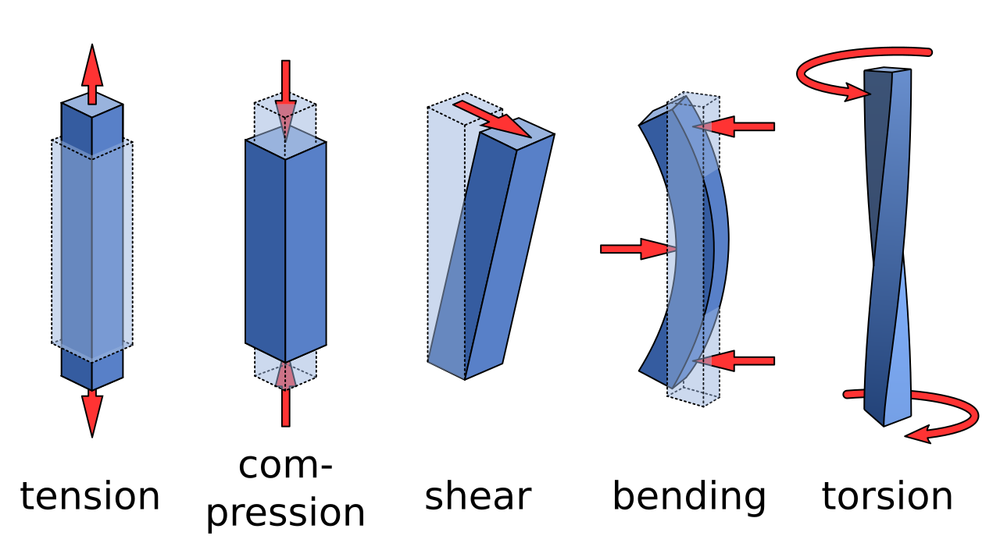 tension
com-
pression
shear
bending
torsion